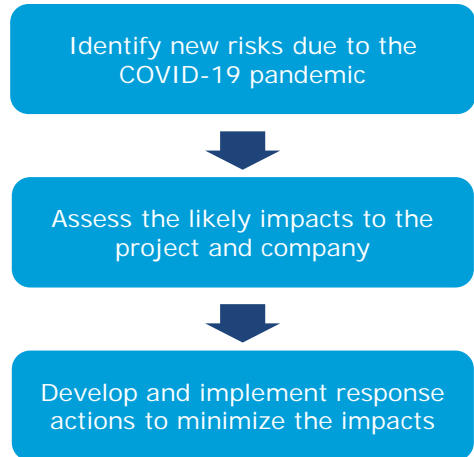 Identify new risks due to the
COVID-19 pandemic
Assess the likely impacts to the
project and company
Develop and implement response
actions to minimize the impacts